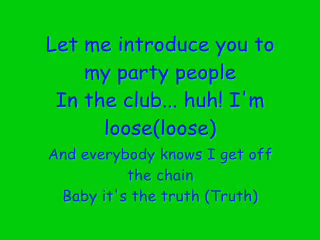 Let me introduce you to
my party people
In the club... huh! I'm
loose(loose)
And everybody knows I get off
the chain
Baby it's the truth (Truth)